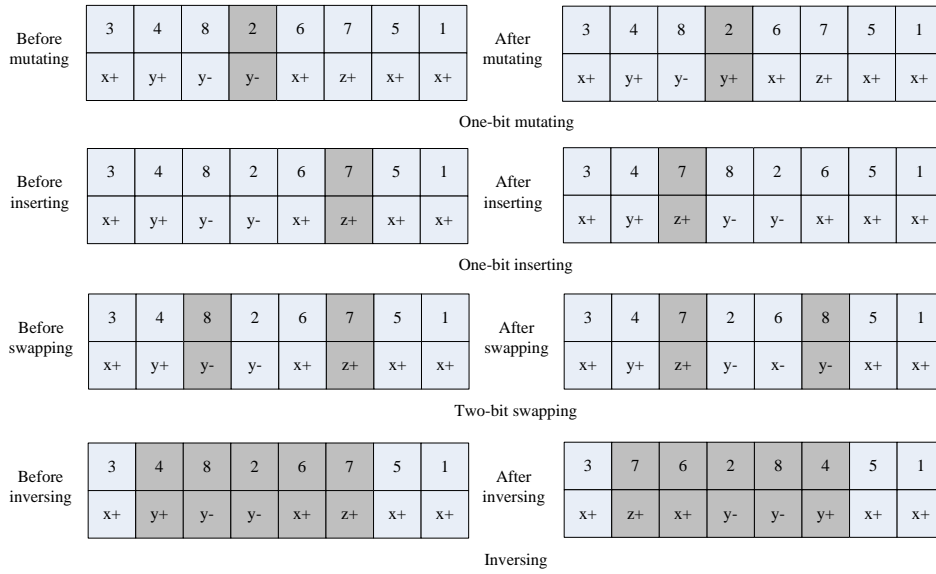 Before mutating
3 4 8 2 6 7 5 1
x+ y+ y- y- x+ z+ x+ x+
After mutating
3 4 8 2 6 7 5 1
x+ y+ y- y+ x+ z+ x+ x+
One-bit mutating
Before inserting
3 4 8 2 6 7 5 1
x+ y+ y- y- x+ z+ x+ x+
After inserting
3 4 7 8 2 6 5 1
x+ y+ z+ y- y- x+ x+ x+
One-bit inserting
Before swapping
3 4 8 2 6 7 5 1
x+ y+ y- y- x+ z+ x+ x+
After swapping
3 4 7 2 6 8 5 1
x+ y+ z+ y- x- y- x+ x+
Two-bit swapping
Before inversing
3 4 8 2 6 7 5 1
x+ y+ y- y- x+ z+ x+ x+
After inversing
3 7 6 2 8 4 5 1
x+ z+ x+ y- y- y+ x+ x+
Inversing